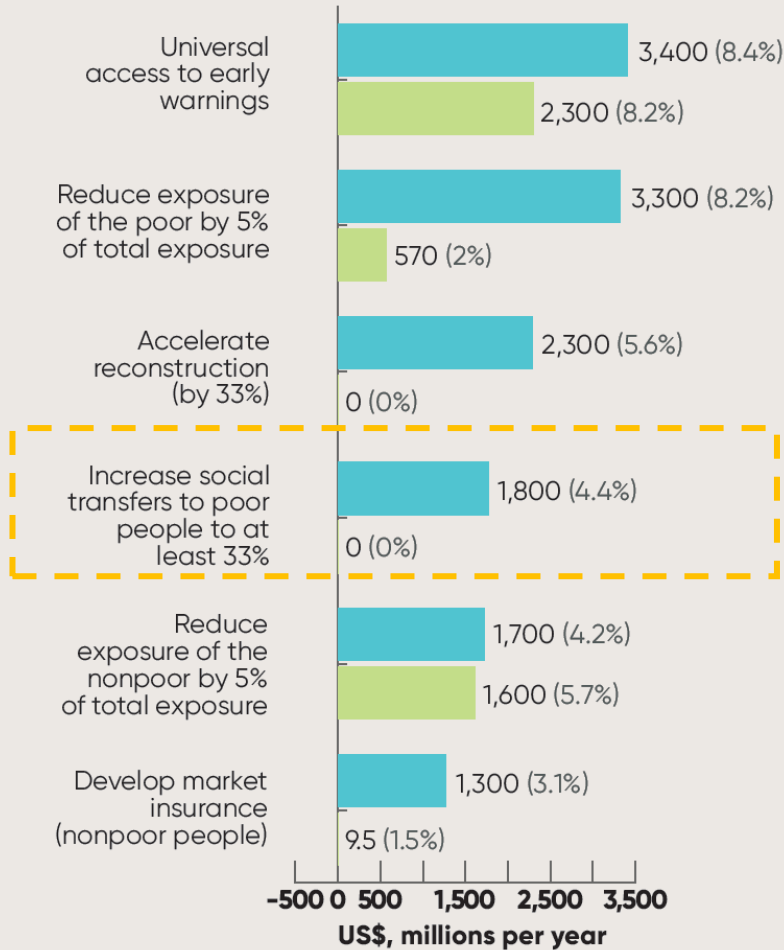 Universal
access to early
warnings
3,400 (8.4%)
2,300 (8.2%)
Reduce exposure
of the poor by 5%
of total exposure
3,300 (8.2%)
570 (2%)
Accelerate
reconstruction
(by 33%)
2,300 (5.6%)
0 (0%)
Increase social
transfers to poor
people to at
least 33%
1,800 (4.4%)
0 (0%)
Reduce
exposure of the
nonpoor by 5%
of total exposure
1,700 (4.2%)
1,600 (5.7%)
Develop market
insurance
(nonpoor people)
1,300 (3.1%)
9.5 (1.5%)
-500 0 500 1,500 2,500 3,500
US$, millions per year